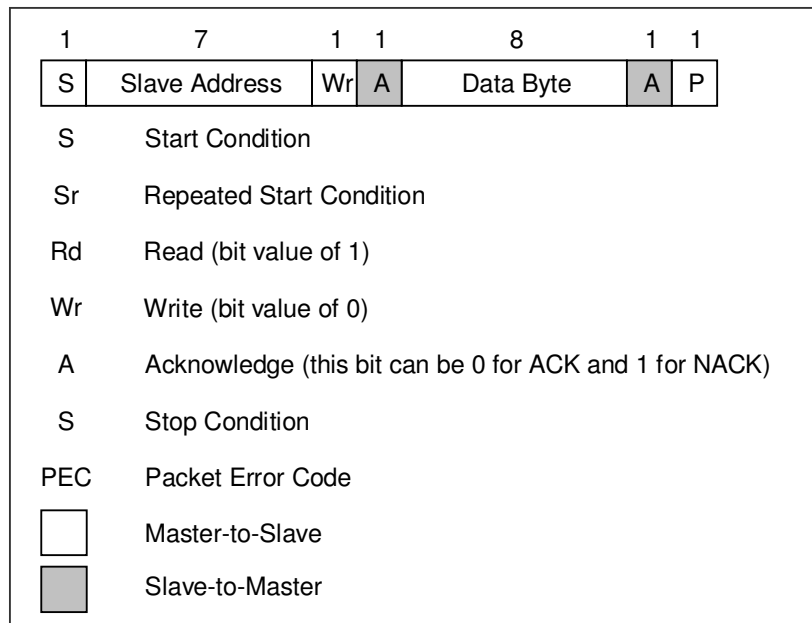 1 7 1 1 8 1 1
S Slave Address Wr A Data Byte A P
S Start Condition
Sr Repeated Start Condition
Rd Read (bit value of 1)
Wr Write (bit value of 0)
A Acknowledge (this bit can be 0 for ACK and 1 for NACK)
S Stop Condition
PEC Packet Error Code
Master-to-Slave
Slave-to-Master